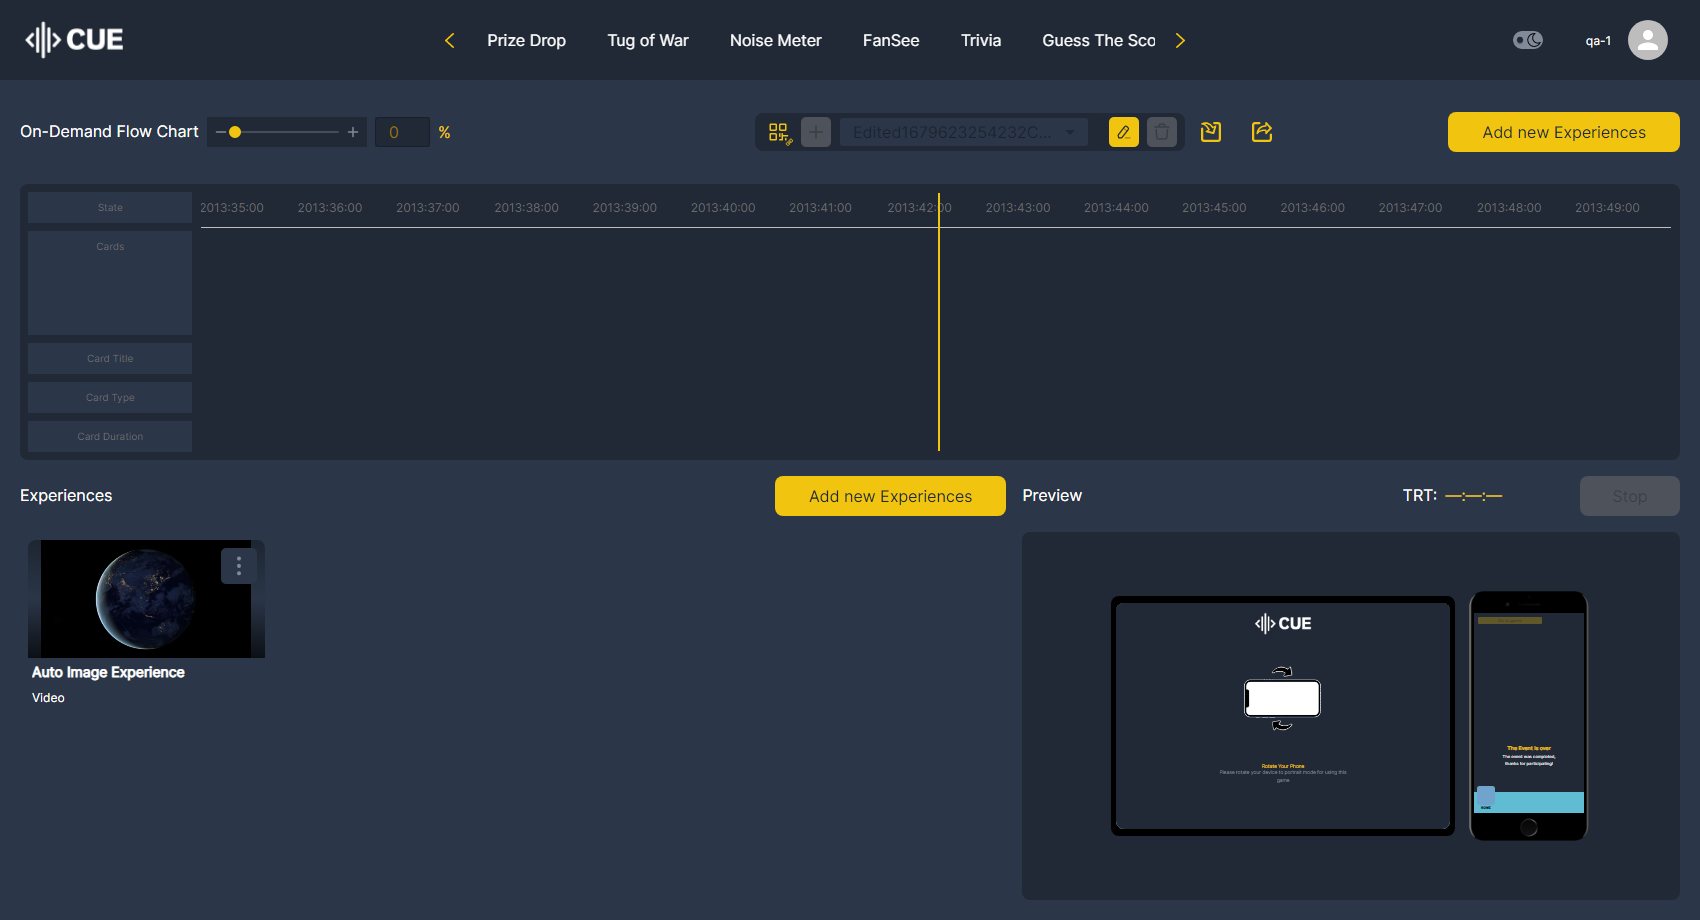 CUE
Prize Drop
Tug of War
Noise Meter
FanSee
Trivia
Guess The Sco
qa-1
On-Demand Flow Chart
0
%
Edited1679623254232C...
Add new Experiences
State
2013:35:00
2013:36:00
2013:37:00
2013:38:00
2013:39:00
2013:40:00
2013:41:00
2013:42:00
2013:43:00
2013:44:00
2013:45:00
2013:46:00
2013:47:00
2013:48:00
2013:49:00
Cards
Card Title
Card Type
Card Duration
Experiences
Add new Experiences
Preview
TRT: —:—:—
Stop
Auto Image Experience
Video
CUE
Rotate Your Phone
Please rotate your device to portrait mode for using this
game
The Event is over
The event was completed,
thanks for participating!
HOME